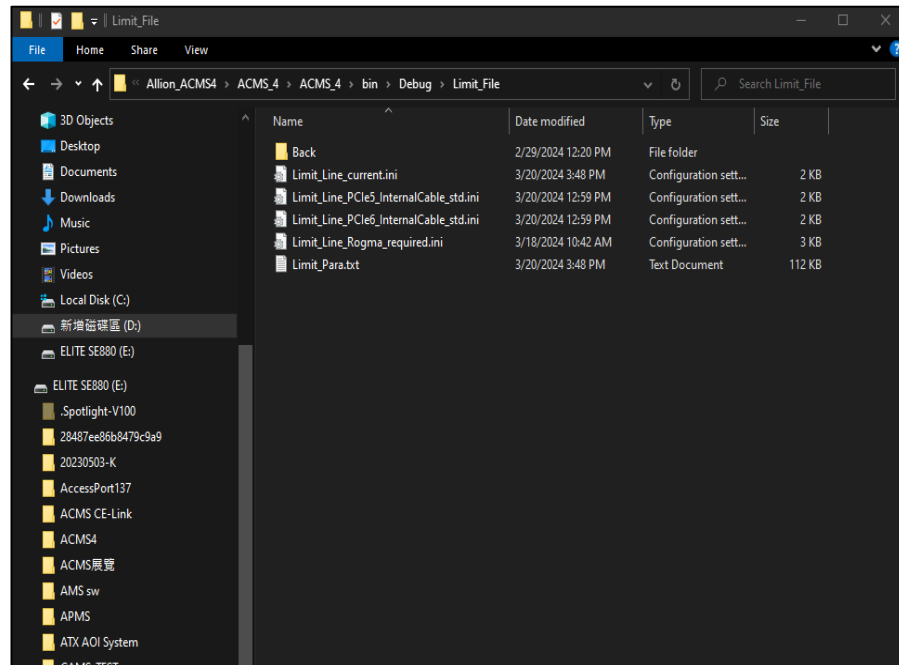 Limit_File
File Home Share View
« Allion_ACMS4 > ACMS_4 > ACMS_4 > bin > Debug > Limit_File
Search Limit_File
3D Objects
Desktop
Documents
Downloads
Music
Pictures
Videos
Local Disk (C:)
新增磁碟區 (D:)
ELITE SE880 (E:)
ELITE SE880 (E:)
.Spotlight-V100
28487ee86b8479c9a9
20230503-K
AccessPort137
ACMS CE-Link
ACMS4
ACMS展覽
AMS sw
APMS
ATX AOI System
Name Date modified Type Size
Back 2/29/2024 12:20 PM File folder
Limit_Line_current.ini 3/20/2024 3:48 PM Configuration sett... 2 KB
Limit_Line_PCIe5_InternalCable_std.ini 3/20/2024 12:59 PM Configuration sett... 2 KB
Limit_Line_PCIe6_InternalCable_std.ini 3/20/2024 12:59 PM Configuration sett... 2 KB
Limit_Line_Rogma_required.ini 3/18/2024 10:42 AM Configuration sett... 3 KB
Limit_Para.txt 3/20/2024 3:48 PM Text Document 112 KB